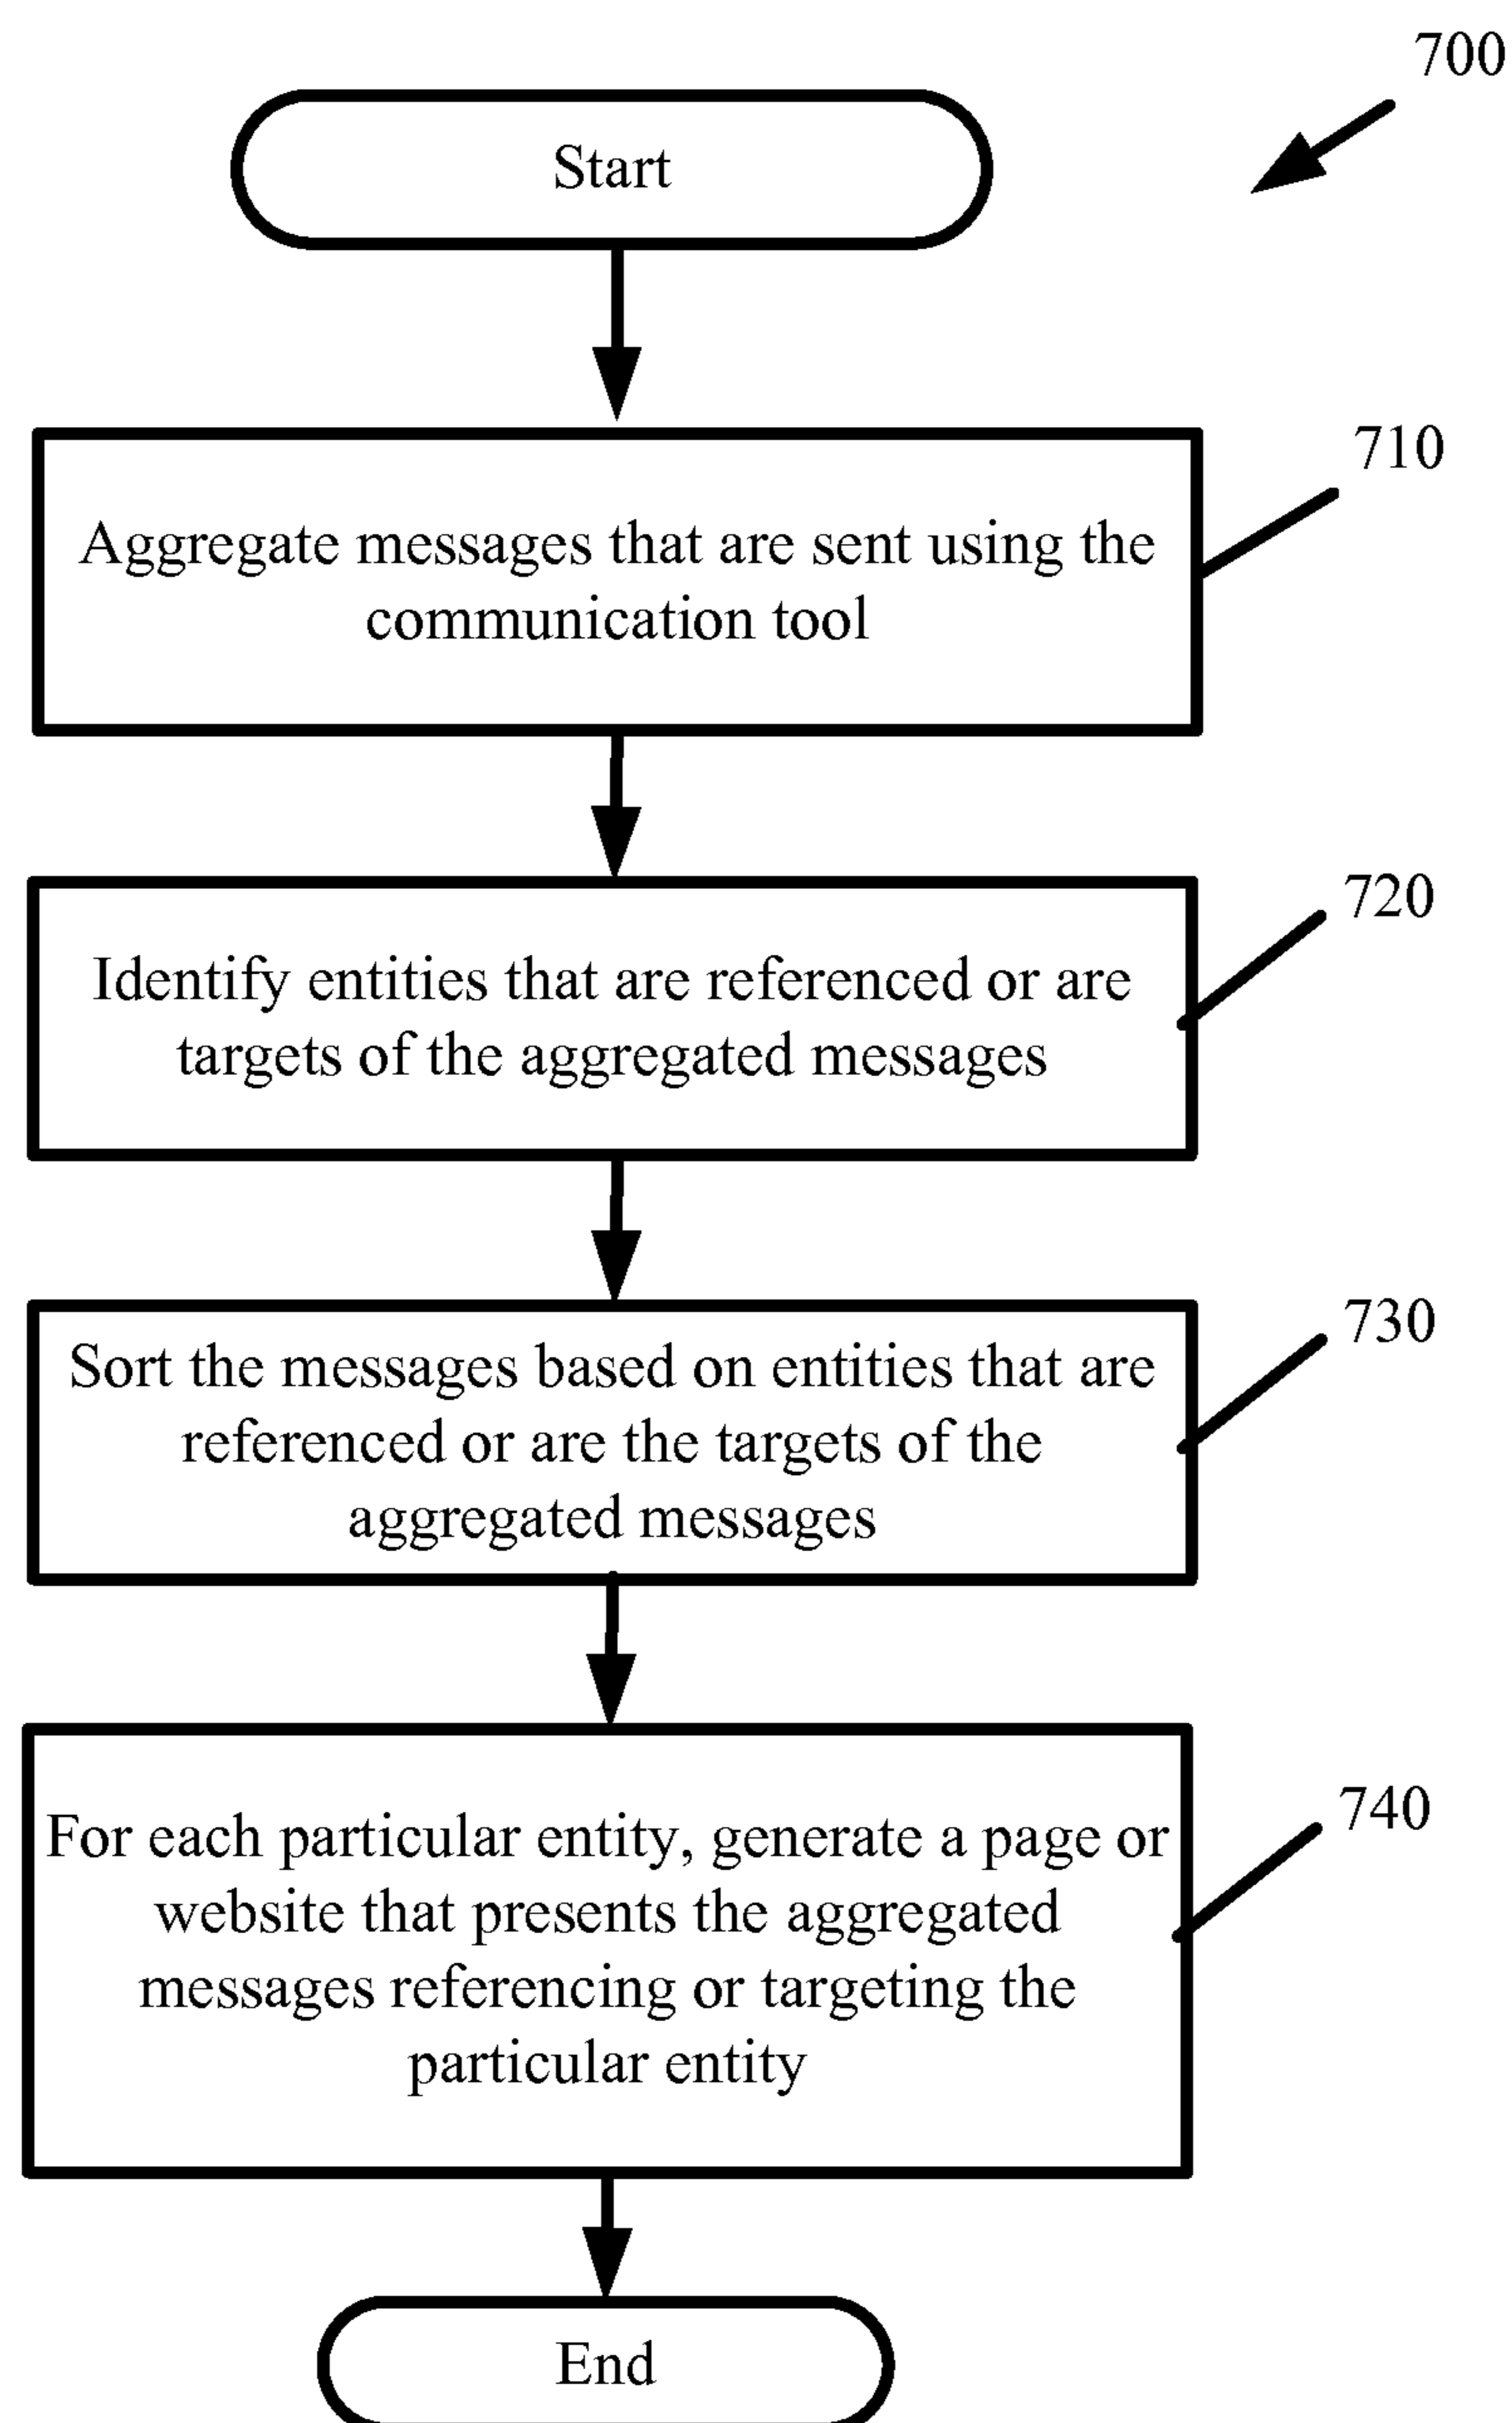 700
Start
710
Aggregate messages that are sent using the
communication tool
720
Identify entities that are referenced or are
targets of the aggregated messages
730
Sort the messages based on entities that are
referenced or are the targets of the
aggregated messages
740
For each particular entity, generate a page or
website that presents the aggregated
messages referencing or targeting the
particular entity
End